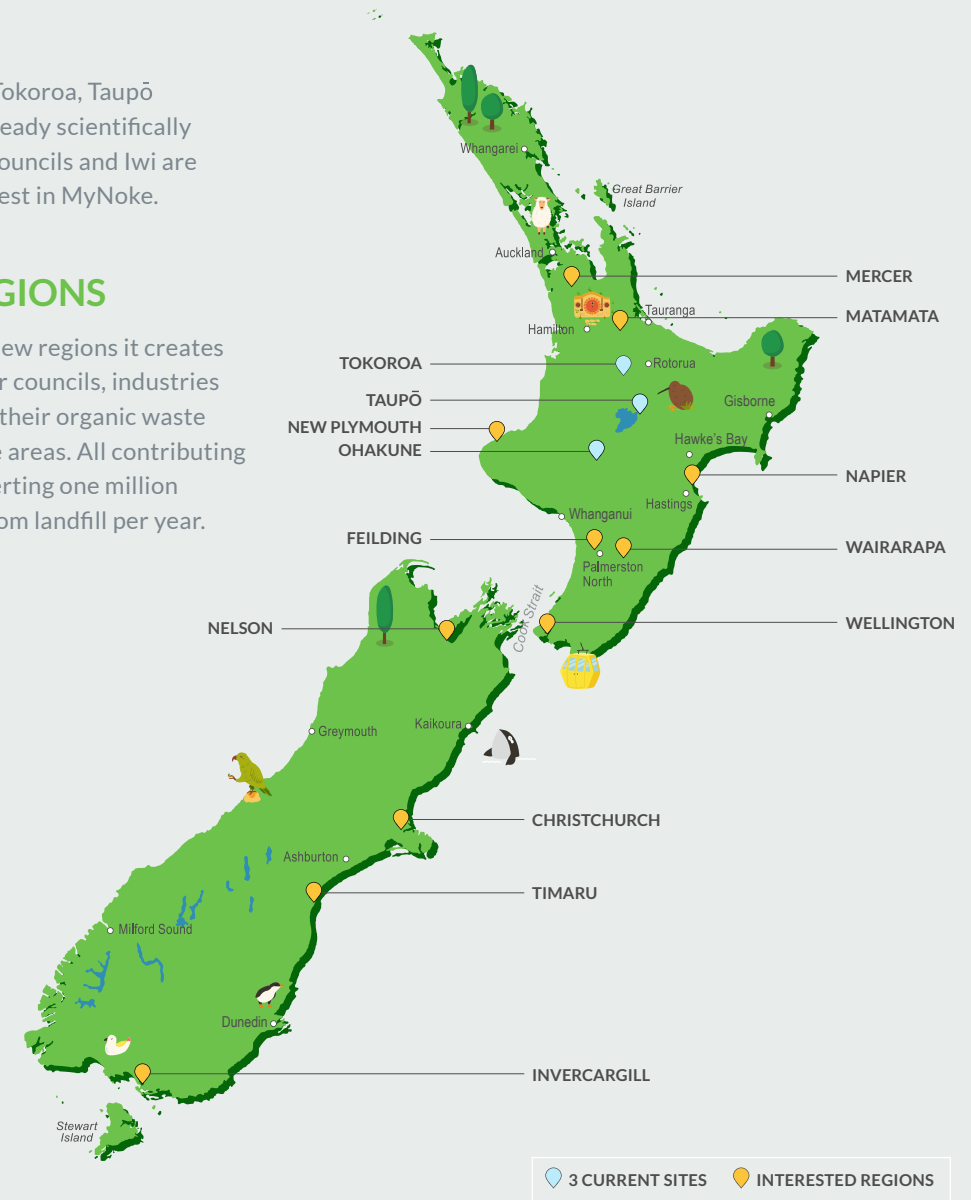 Tokoroa, Taupō
eady scientifically
ouncils and Iwi are
est in MyNoke.
GIONS
ew regions it creates
r councils, industries
their organic waste
e areas. All contributing
erting one million
om landfill per year.
Whangarei
Great Barrier
Island
Auckland
MERCER
Tauranga
MATAMATA
Hamilton
TOKOROA
Rotorua
TAUPŌ
Gisborne
NEW PLYMOUTH
Hawke's Bay
OHAKUNE
NAPIER
Hastings
Whanganui
FEILDING
WAIRARAPA
Palmerston
North
Cook Strait
NELSON
WELLINGTON
Kaikoura
Greymouth
CHRISTCHURCH
Ashburton
TIMARU
Milford Sound
Dunedin
INVERCARGILL
Stewart
Island
3 CURRENT SITES
INTERESTED REGIONS